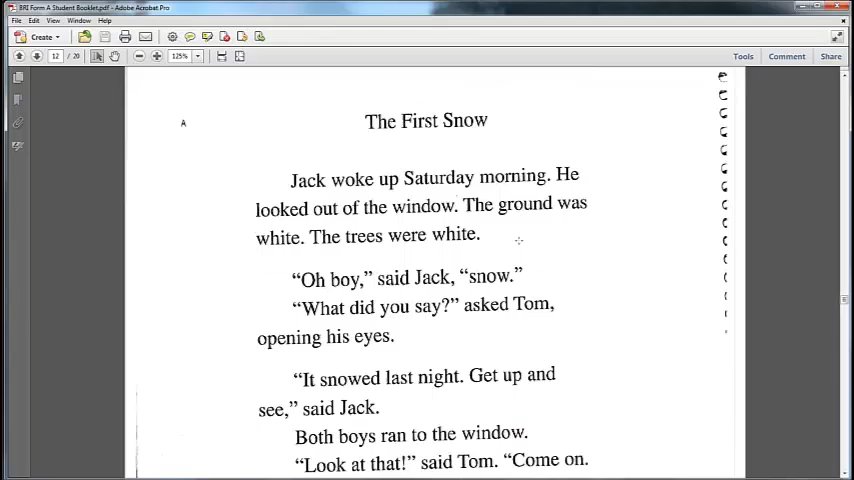 BRI Form A Student Booklet.pdf - Adobe Acrobat Pro
File Edit View Window Help
Create
12 / 20 125% Tools Comment Share
A
The First Snow
Jack woke up Saturday morning. He
looked out of the window. The ground was
white. The trees were white.
“Oh boy,” said Jack, “snow.”
“What did you say?” asked Tom,
opening his eyes.
“It snowed last night. Get up and
see,” said Jack.
Both boys ran to the window.
“Look at that!” said Tom. “Come on.